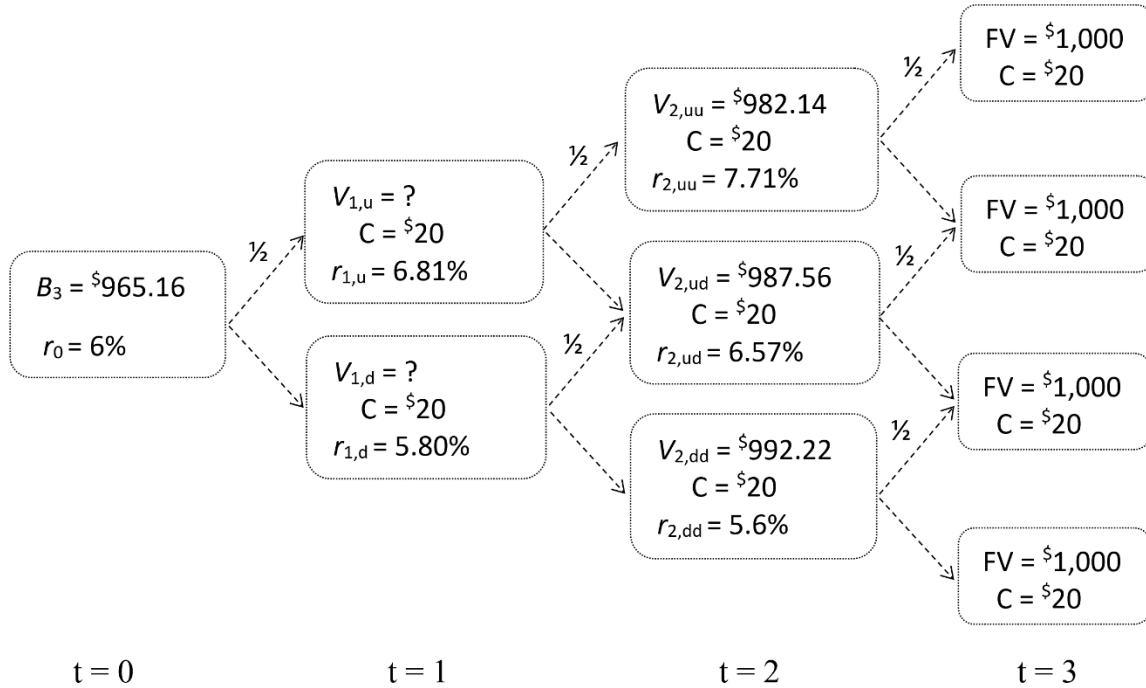 B₃ = $965.16
r₀ = 6%
½
V₁,u = ?
C = $20
r₁,u = 6.81%
V₁,d = ?
C = $20
r₁,d = 5.80%
½
½
V₂,uu = $982.14
C = $20
r₂,uu = 7.71%
V₂,ud = $987.56
C = $20
r₂,ud = 6.57%
V₂,dd = $992.22
C = $20
r₂,dd = 5.6%
½
½
½
FV = $1,000
C = $20
FV = $1,000
C = $20
FV = $1,000
C = $20
FV = $1,000
C = $20
t = 0
t = 1
t = 2
t = 3